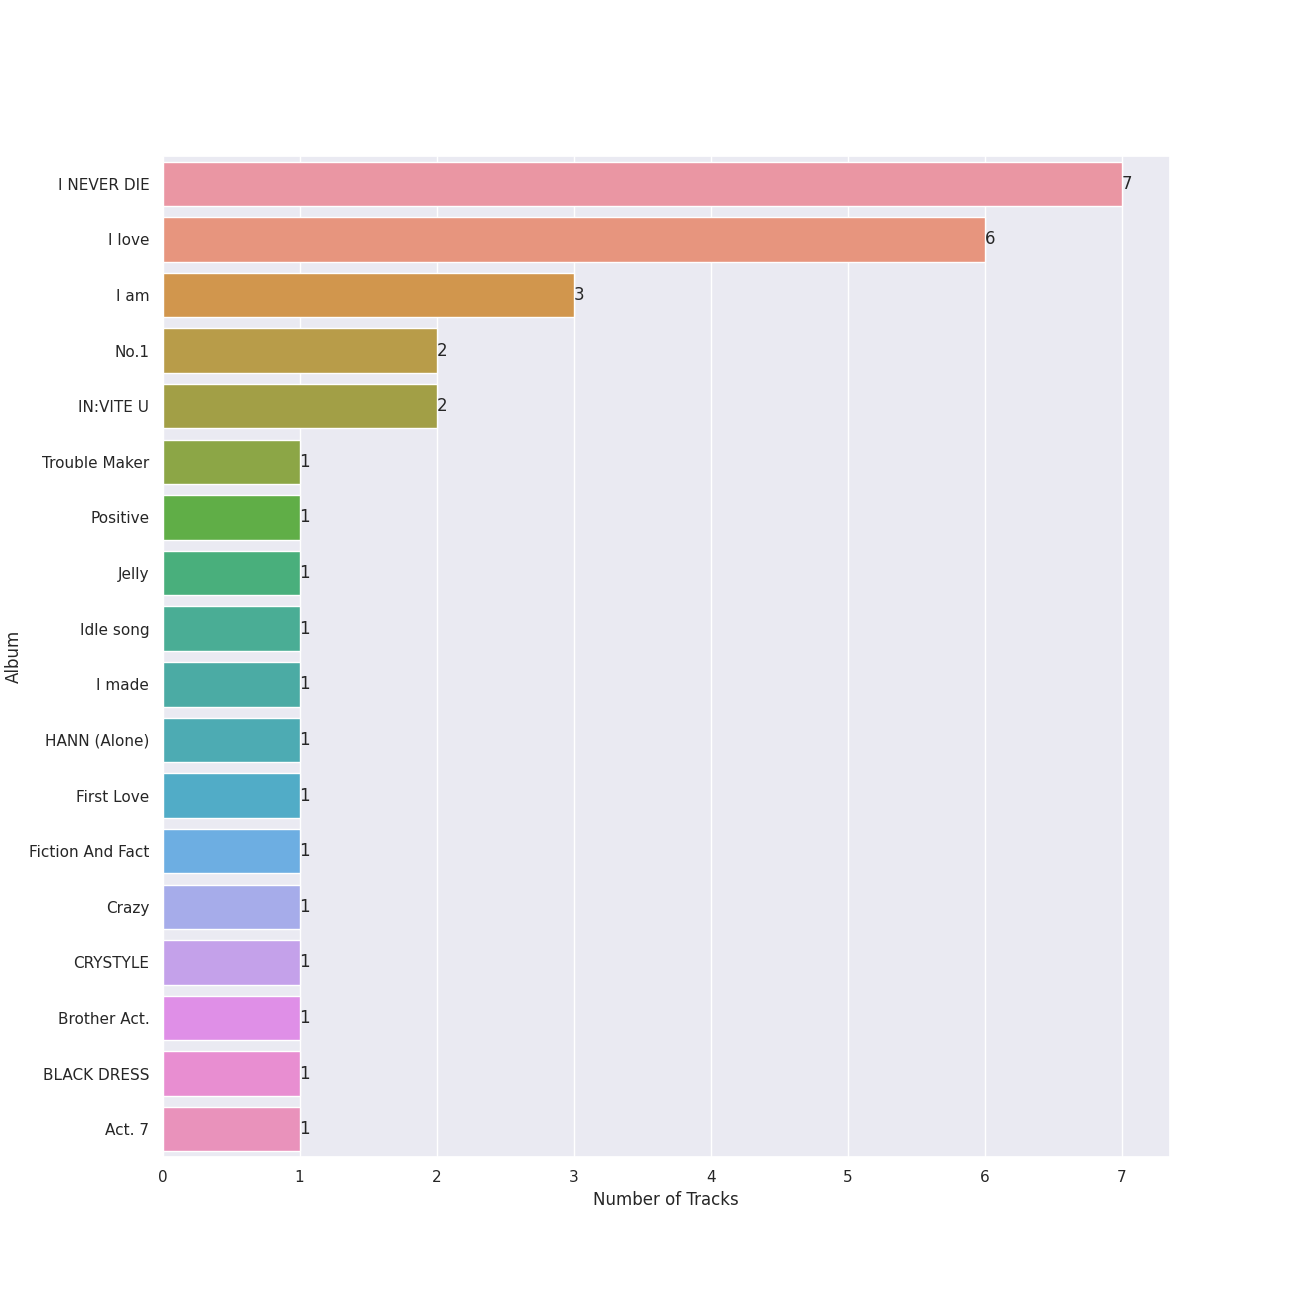 I NEVER DIE 7
I love 6
I am 3
No.1 2
IN:VITE U 2
Trouble Maker 1
Positive 1
Jelly 1
Idle song 1
I made 1
HANN (Alone) 1
First Love 1
Fiction And Fact 1
Crazy 1
CRYSTYLE 1
Brother Act. 1
BLACK DRESS 1
Act. 7 1
Album
0 1 2 3 4 5 6 7
Number of Tracks